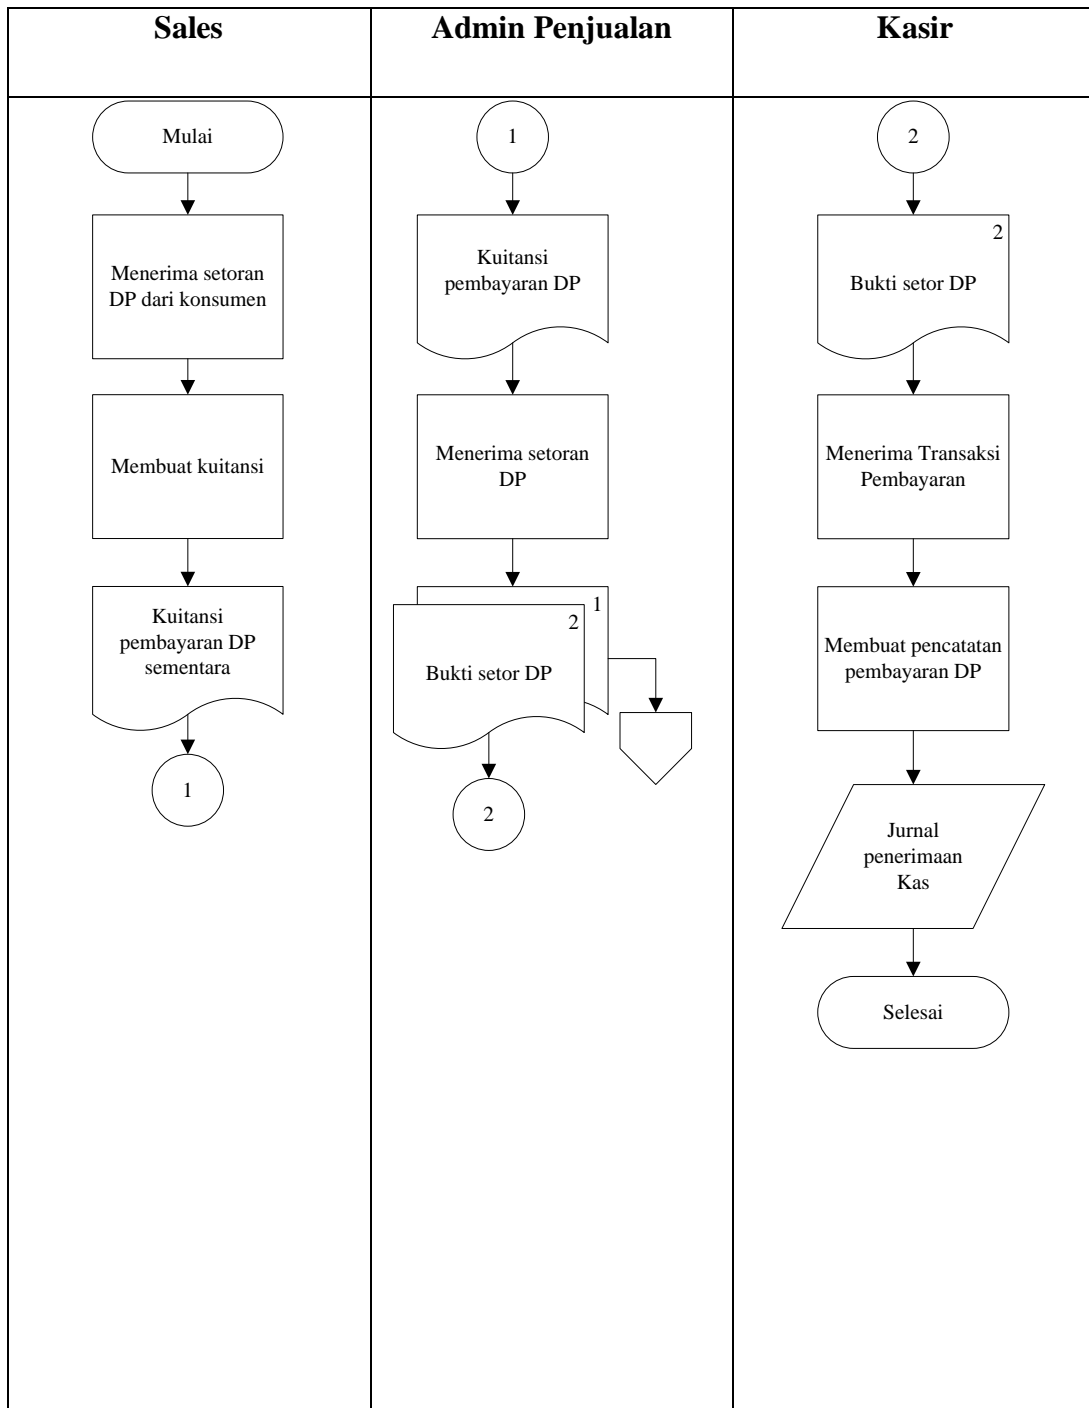 Sales
Admin Penjualan
Kasir
Mulai
Menerima setoran
DP dari konsumen
Membuat kuitansi
Kuitansi
pembayaran DP
sementara
1
1
Kuitansi
pembayaran DP
Menerima setoran
DP
1
2
Bukti setor DP
2
2
2
Bukti setor DP
Menerima Transaksi
Pembayaran
Membuat pencatatan
pembayaran DP
Jurnal
penerimaan
Kas
Selesai